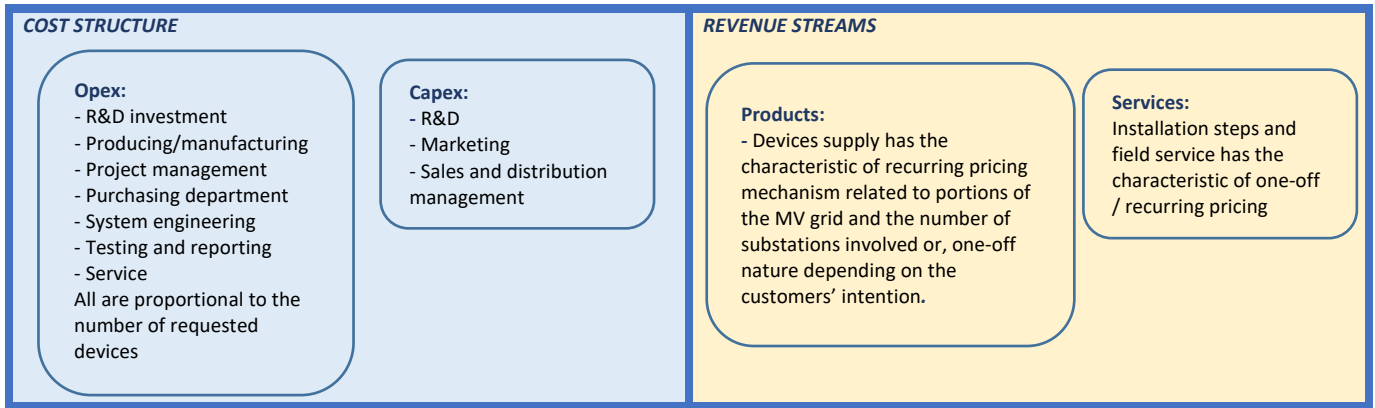 COST STRUCTURE
Opex:
- R&D investment
- Producing/manufacturing
- Project management
- Purchasing department
- System engineering
- Testing and reporting
- Service
All are proportional to the
number of requested
devices
Capex:
- R&D
- Marketing
- Sales and distribution
management
REVENUE STREAMS
Products:
- Devices supply has the
characteristic of recurring pricing
mechanism related to portions of
the MV grid and the number of
substations involved or, one-off
nature depending on the
customers’ intention.
Services:
Installation steps and
field service has the
characteristic of one-off
/ recurring pricing